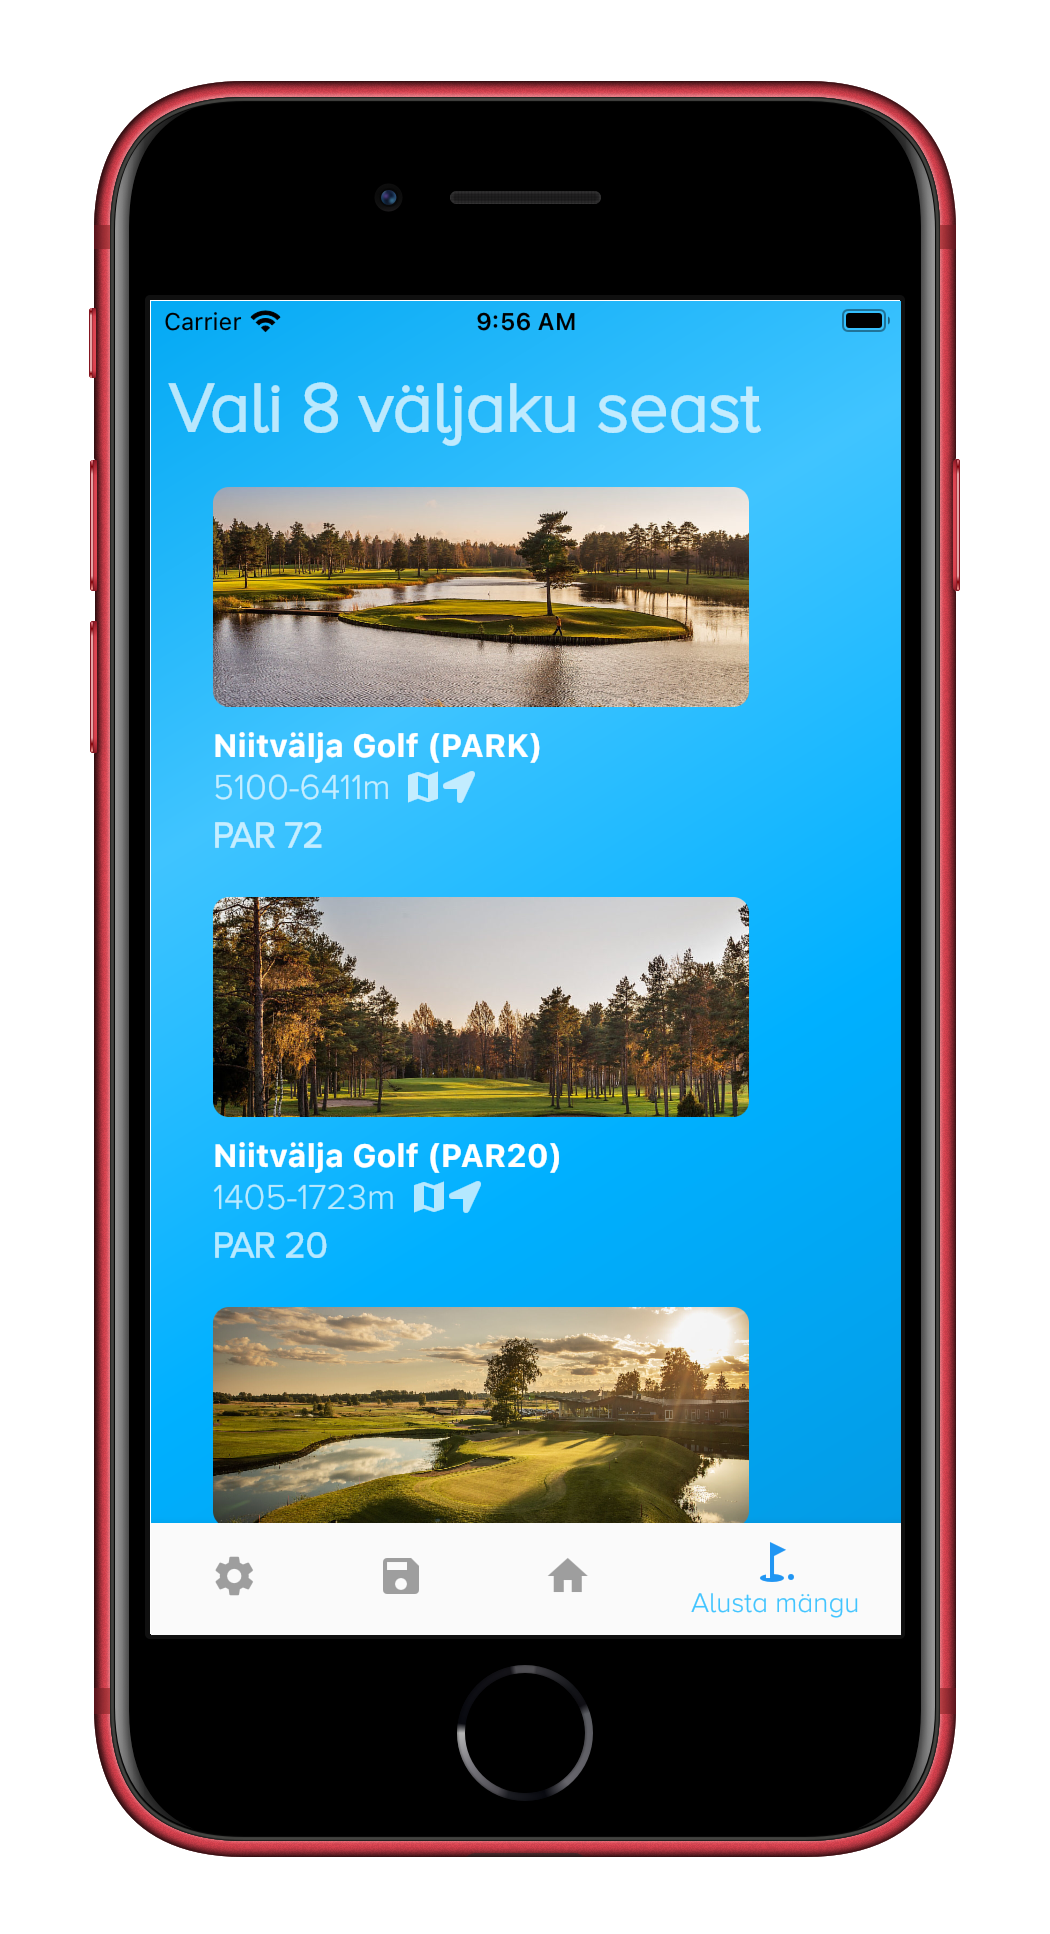 Carrier 9:56 AM
Vali 8 väljaku seast
Niitvälja Golf (PARK)
5100-6411m
PAR 72
Niitvälja Golf (PAR20)
1405-1723m
PAR 20
Alusta mängu